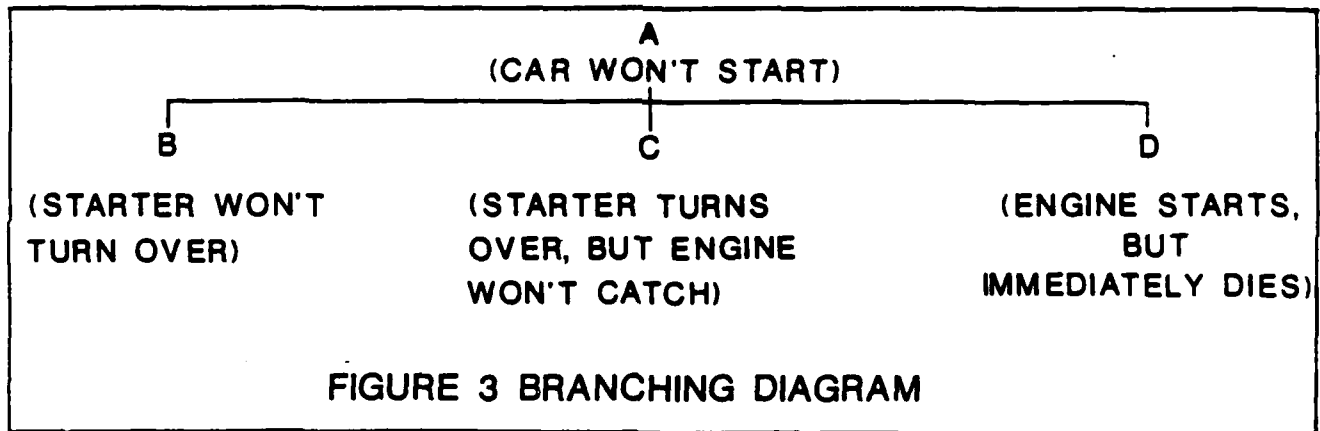 A
(CAR WON'T START)
B
C
D
(STARTER WON'T
TURN OVER)
(STARTER TURNS
OVER, BUT ENGINE
WON'T CATCH)
(ENGINE STARTS,
BUT
IMMEDIATELY DIES)
FIGURE 3 BRANCHING DIAGRAM